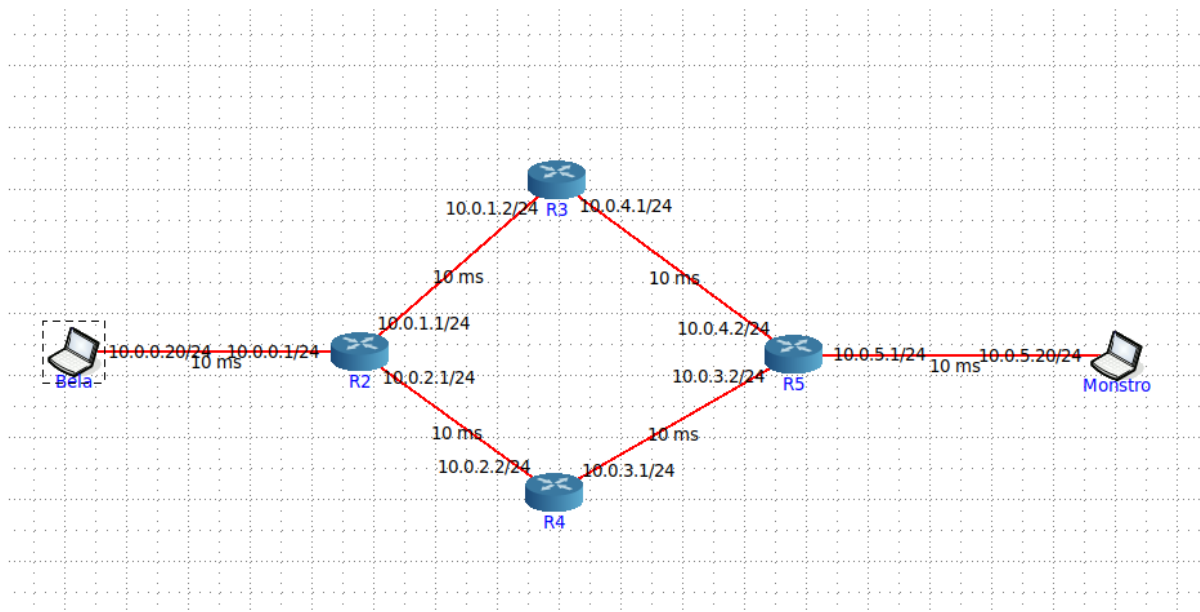 R3
10.0.1.2/24
10.0.4.1/24
10 ms
10 ms
10.0.1.1/24
10.0.4.2/24
10.0.0.20/24
10.0.0.1/24
10 ms
Bela
R2
10.0.2.1/24
10.0.3.2/24
R5
10.0.5.1/24
10.0.5.20/24
10 ms
Monstro
10 ms
10 ms
10.0.2.2/24
10.0.3.1/24
R4